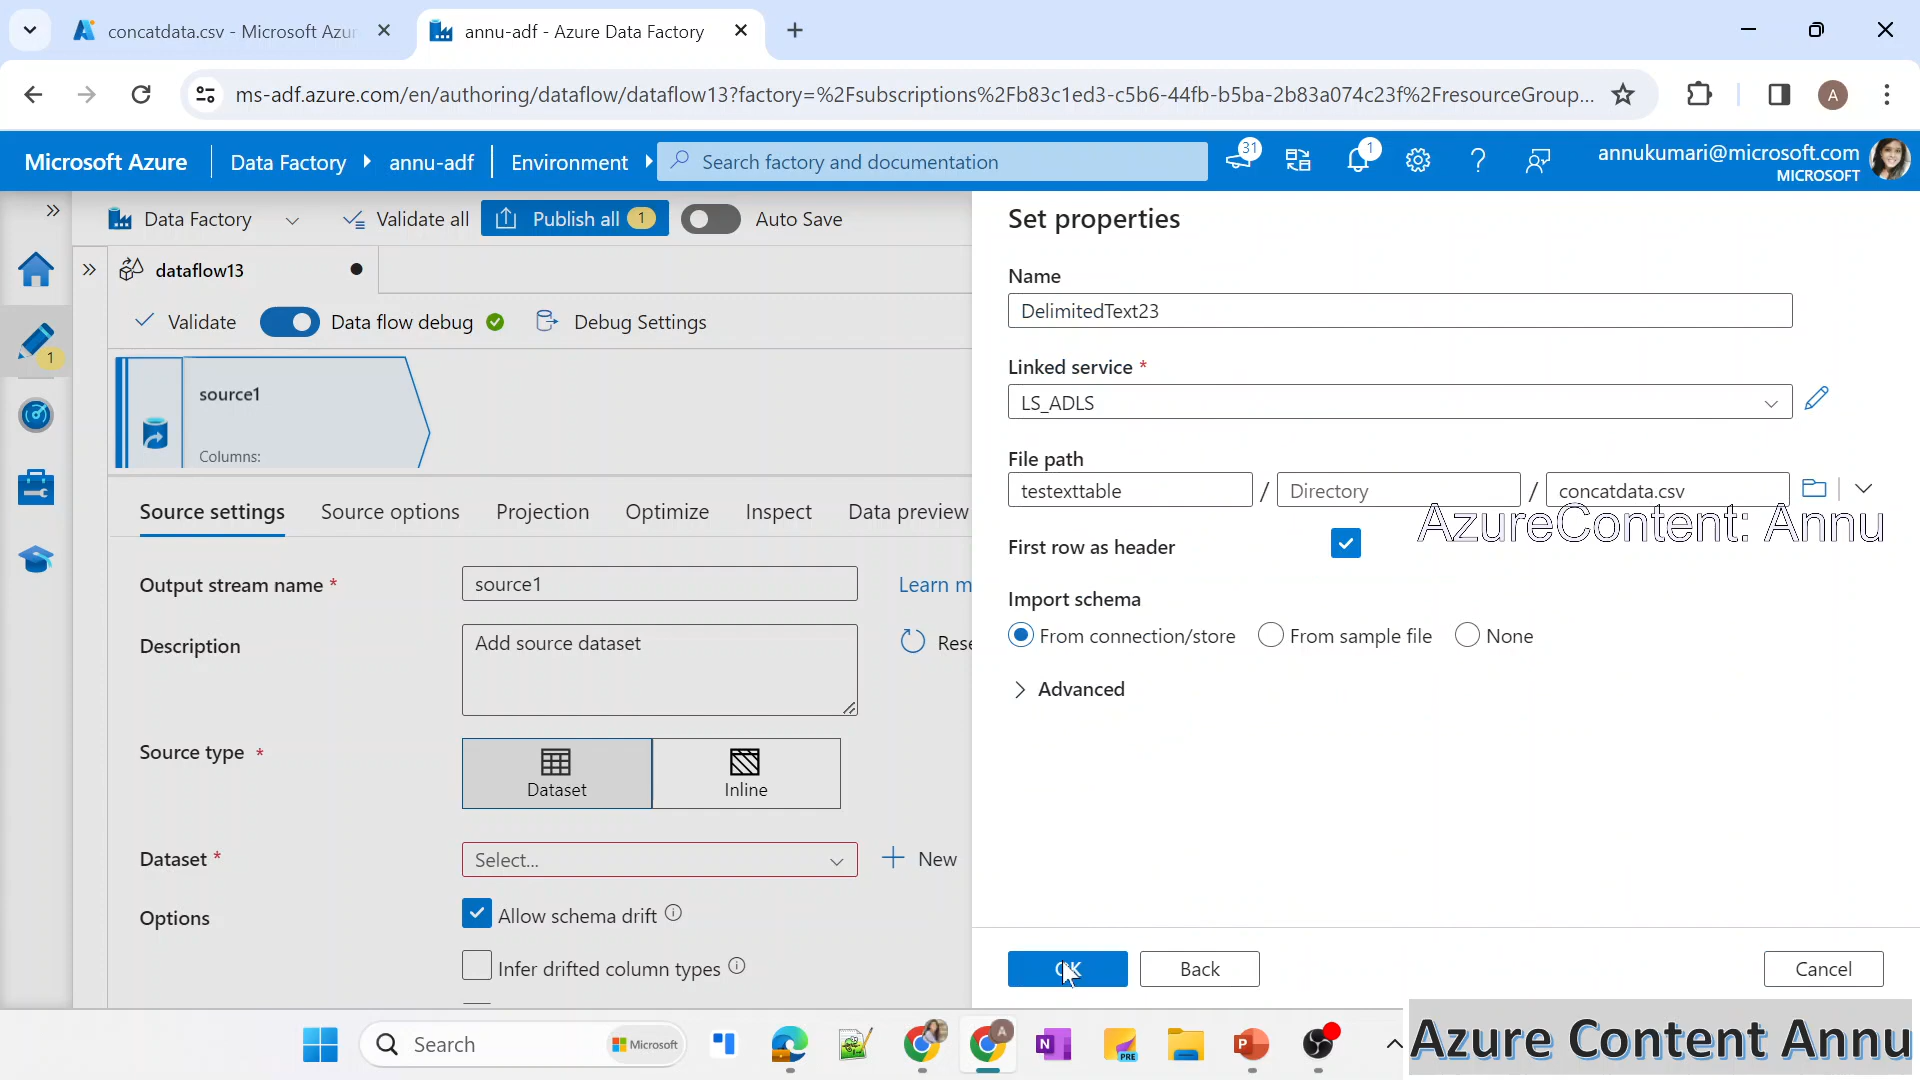 concatdata.csv - Microsoft Azur
annu-adf - Azure Data Factory
ms-adf.azure.com/en/authoring/dataflow/dataflow13?factory=%2Fsubscriptions%2Fb83c1ed3-c5b6-44fb-b5ba-2b83a074c23f%2FresourceGroup...
A
Microsoft Azure
Data Factory
annu-adf
Environment
Search factory and documentation
31
1
annukumari@microsoft.com
MICROSOFT
Data Factory
Validate all
Publish all 1
Auto Save
dataflow13
Validate
Data flow debug
Debug Settings
1
source1
Columns:
Source settings
Source options
Projection
Optimize
Inspect
Data preview
Output stream name *
source1
Learn m
Description
Add source dataset
Rese
Source type *
Dataset
Inline
Dataset *
Select...
New
Options
Allow schema drift
Infer drifted column types
Set properties
Name
DelimitedText23
Linked service *
LS_ADLS
File path
testexttable / Directory / concatdata.csv
AzureContent: Annu
First row as header
Import schema
From connection/store
From sample file
None
Advanced
OK
Back
Cancel
Search
Microsoft
A
N
PRE
P
Azure Content Annu